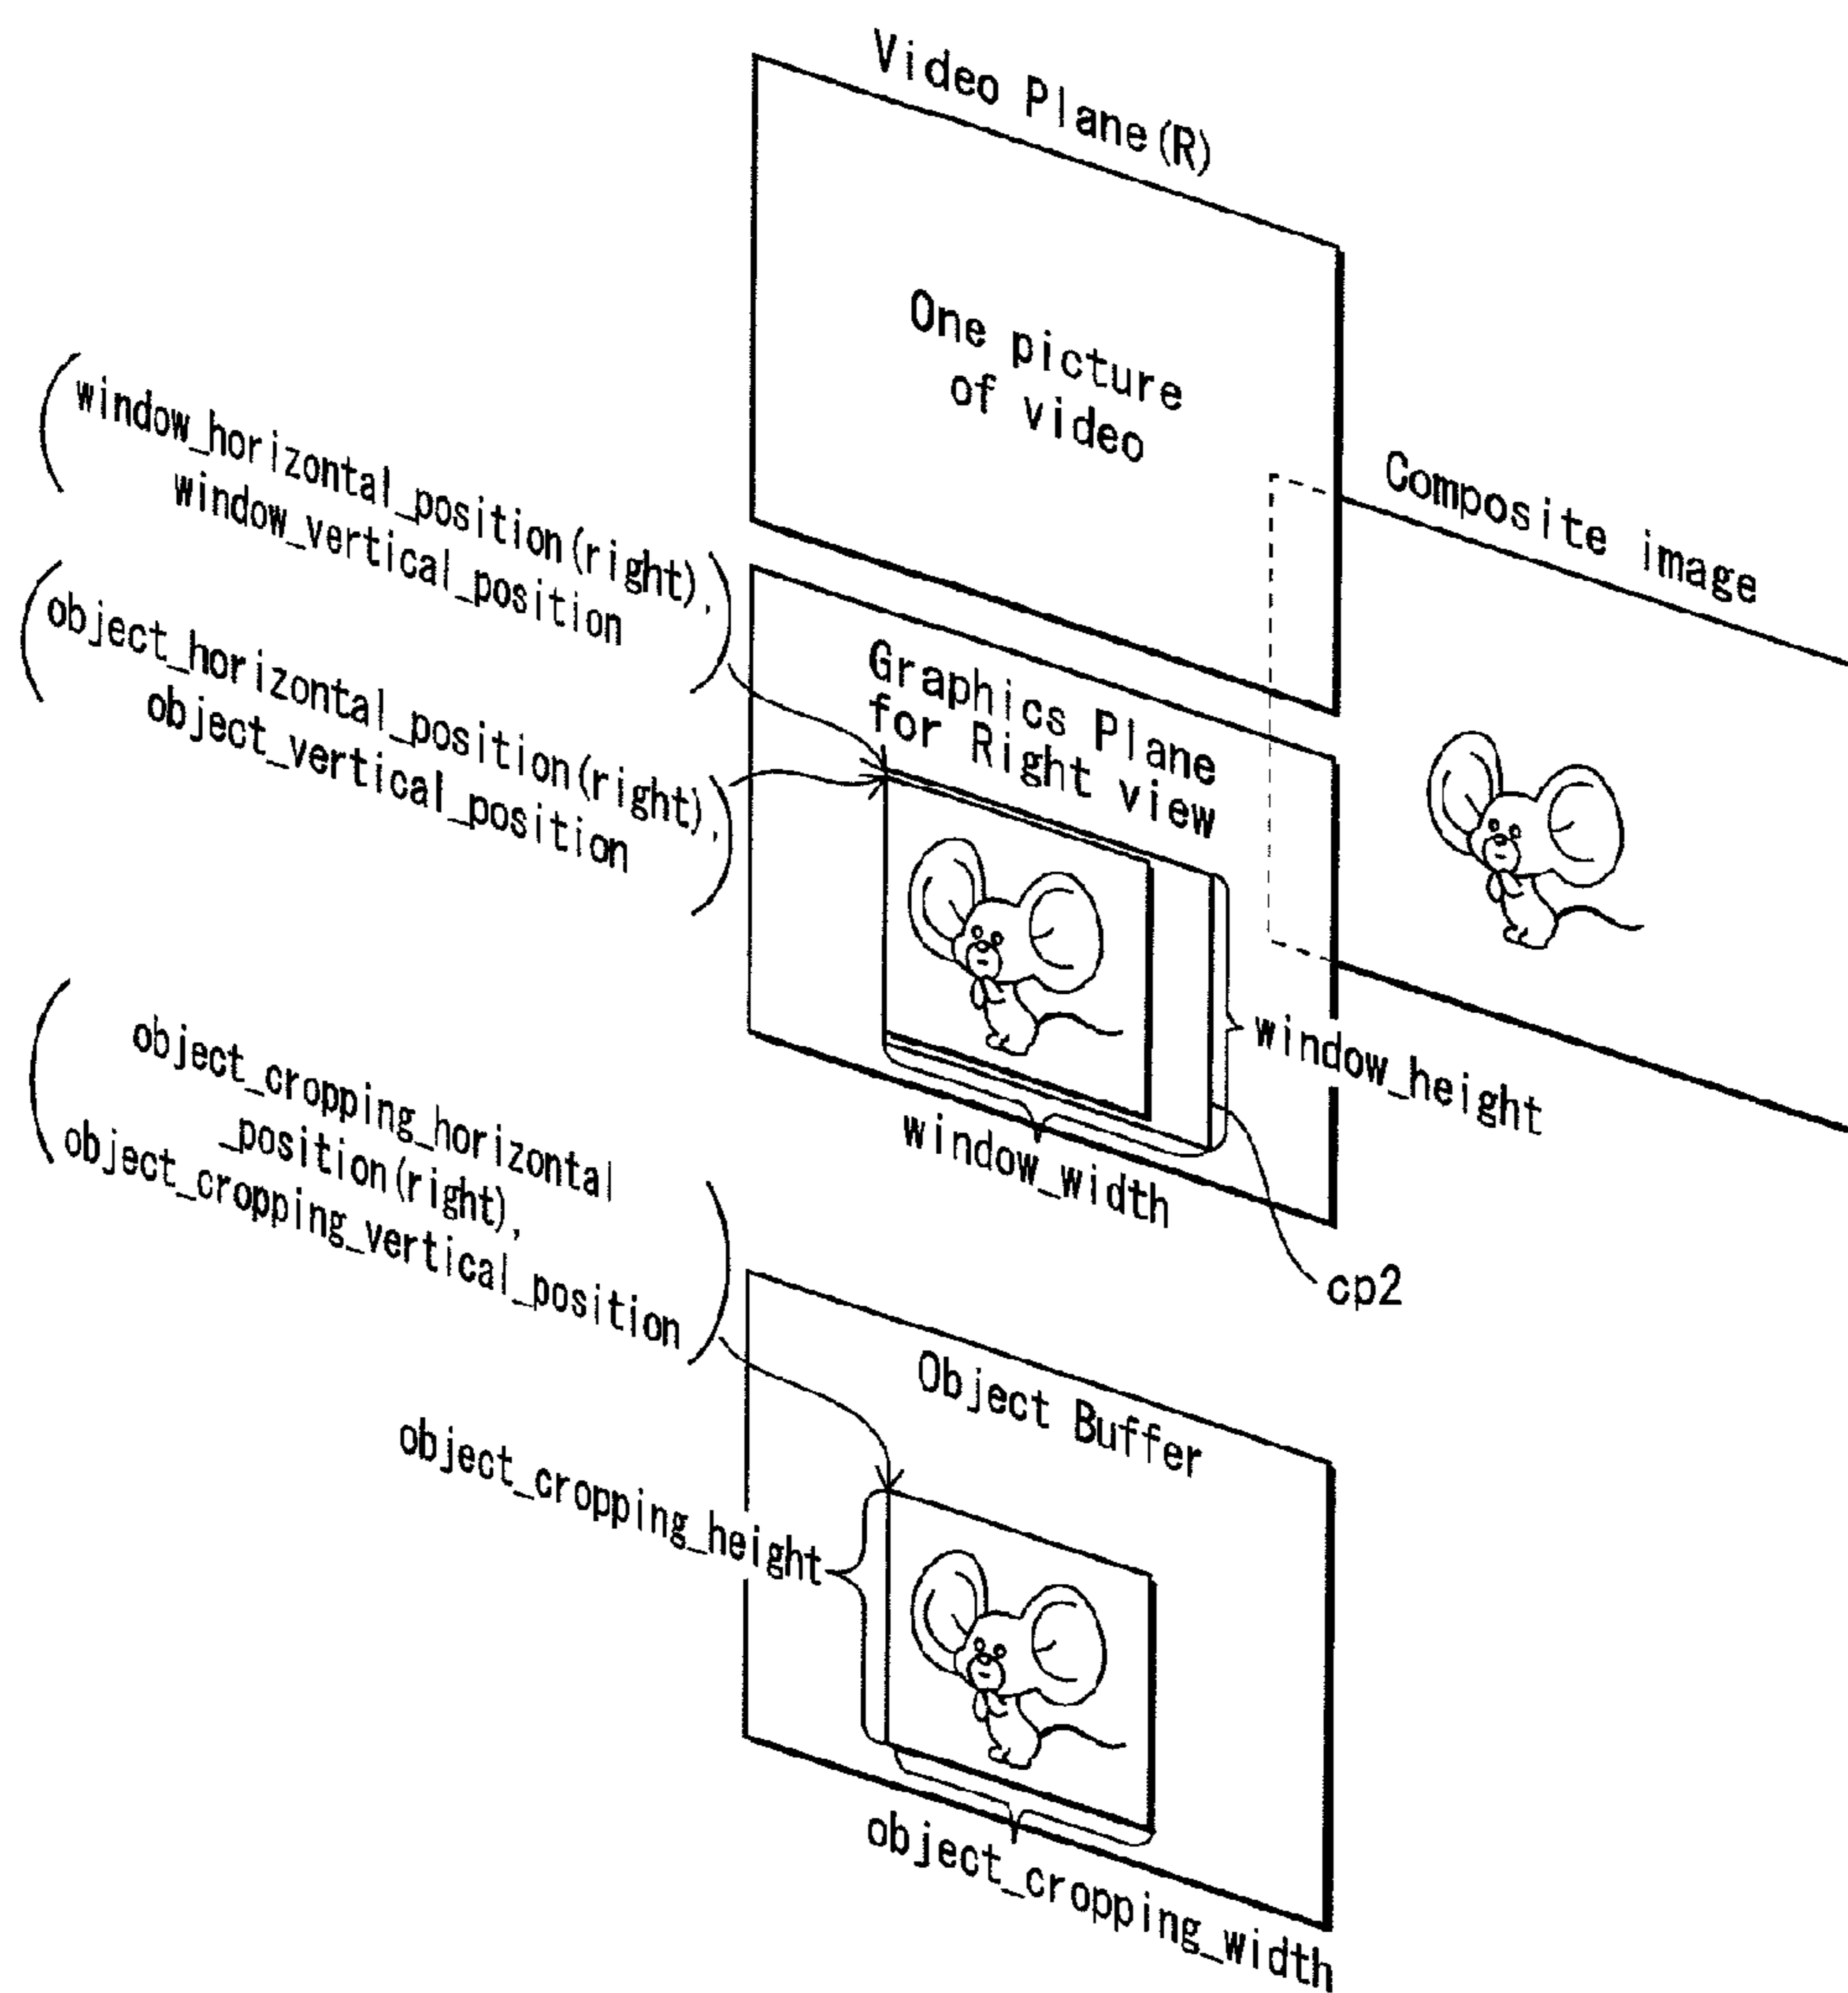 Video Plane(R)
One picture
of video
window_horizontal_position(right),
window_vertical_position
object_horizontal_position(right),
object_vertical_position
Composite image
Graphics Plane
for Right view
window_height
window_width
cp2
object_cropping_horizontal
_position(right),
object_cropping_vertical_position
Object Buffer
object_cropping_height
object_cropping_width